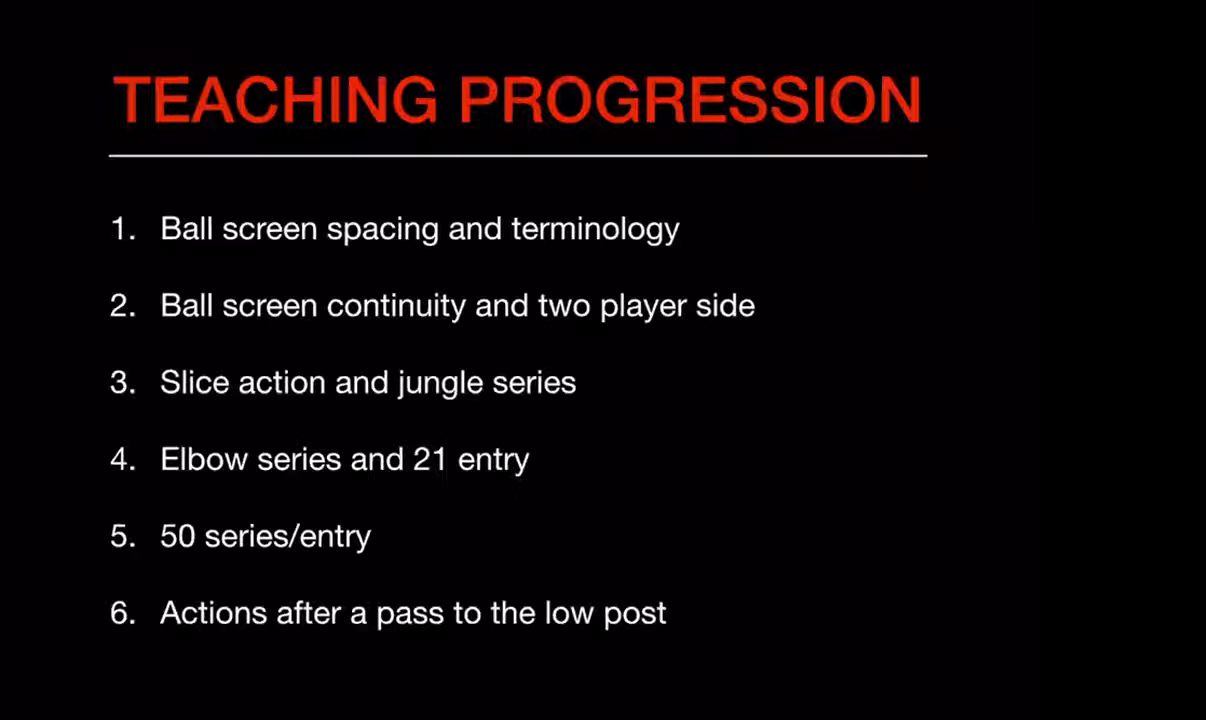 TEACHING PROGRESSION
1. Ball screen spacing and terminology
2. Ball screen continuity and two player side
3. Slice action and jungle series
4. Elbow series and 21 entry
5. 50 series/entry
6. Actions after a pass to the low post